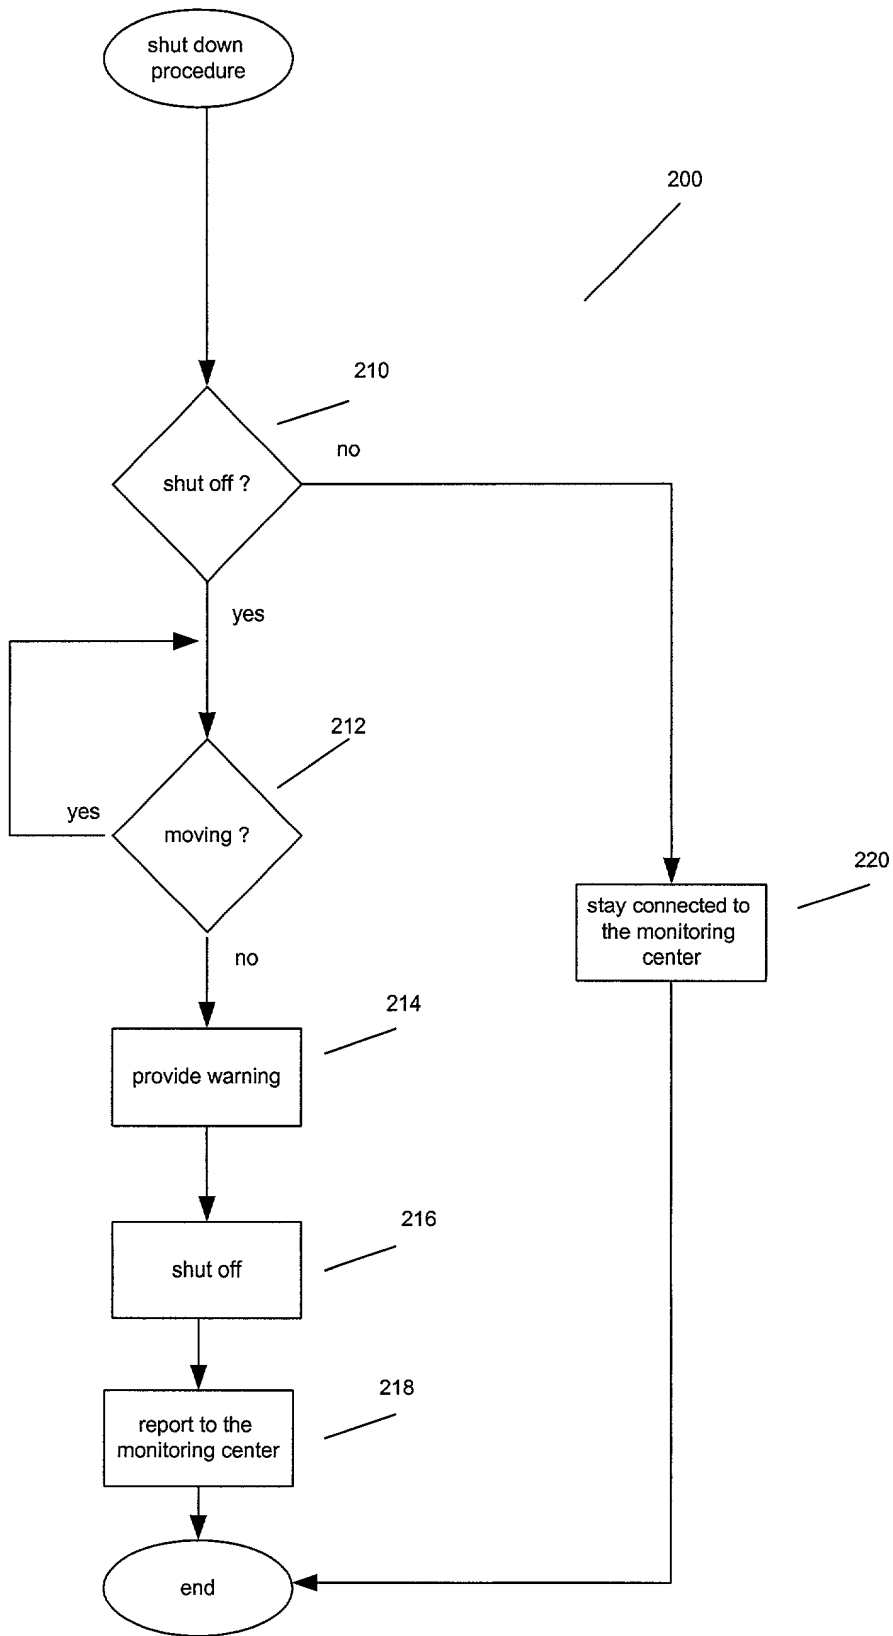 shut down
procedure
200
210
no
shut off ?
yes
212
yes
moving ?
220
stay connected to
the monitoring
center
no
214
provide warning
216
shut off
218
report to the
monitoring center
end